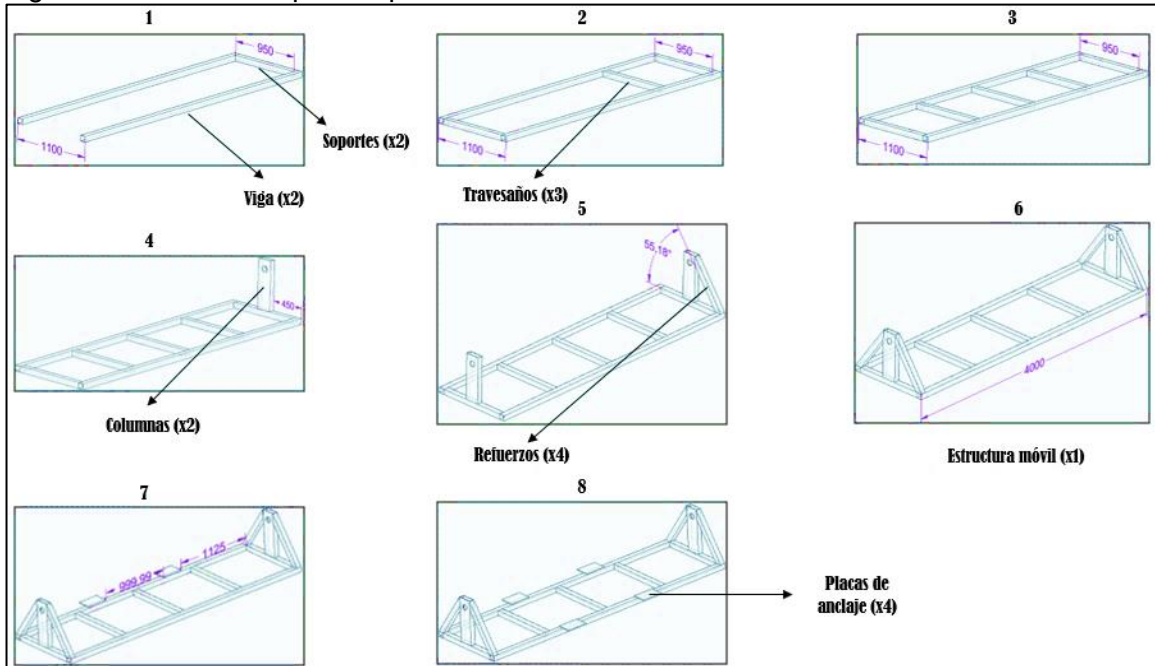 1
950
1100
Soportes (x2)
Viga (x2)
2
950
1100
Travesaños (x3)
3
950
1100
4
450
Columnas (x2)
5
55,18°
Refuerzos (x4)
6
4000
Estructura móvil (x1)
7
999,99
1125
8
Placas de
anclaje (x4)